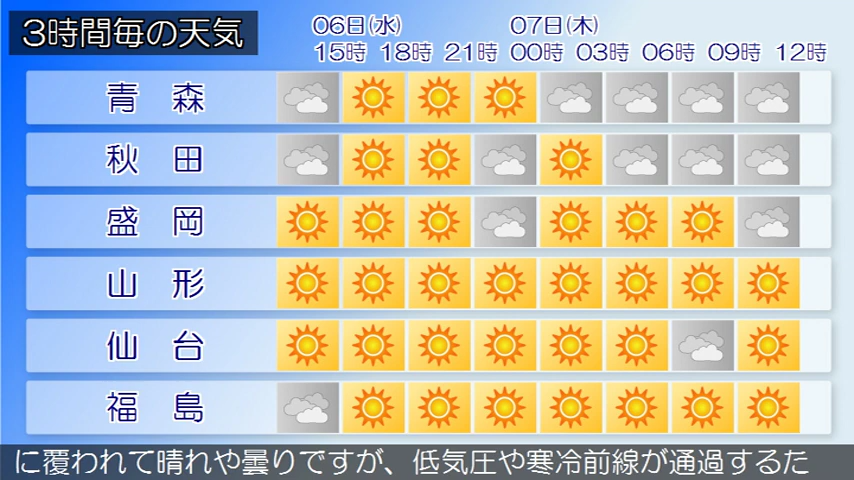 3時間毎の天気
06日(水) 07日(木)
15時 18時 21時 00時 03時 06時 09時 12時
青森
秋田
盛岡
山形
仙台
福島
に覆われて晴れや曇りですが、低気圧や寒冷前線が通過するた